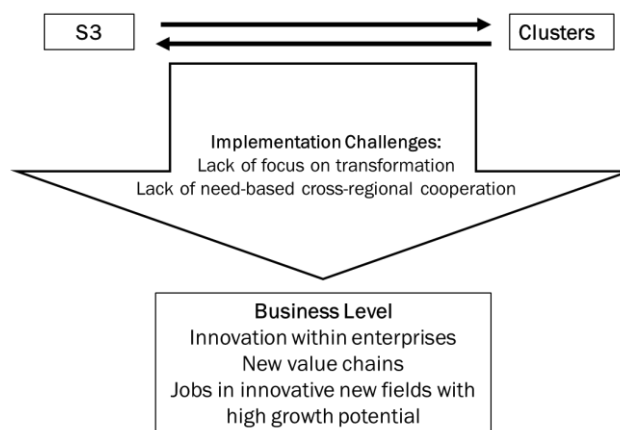 S3
Clusters
Implementation Challenges:
Lack of focus on transformation
Lack of need-based cross-regional cooperation
Business Level
Innovation within enterprises
New value chains
Jobs in innovative new fields with
high growth potential